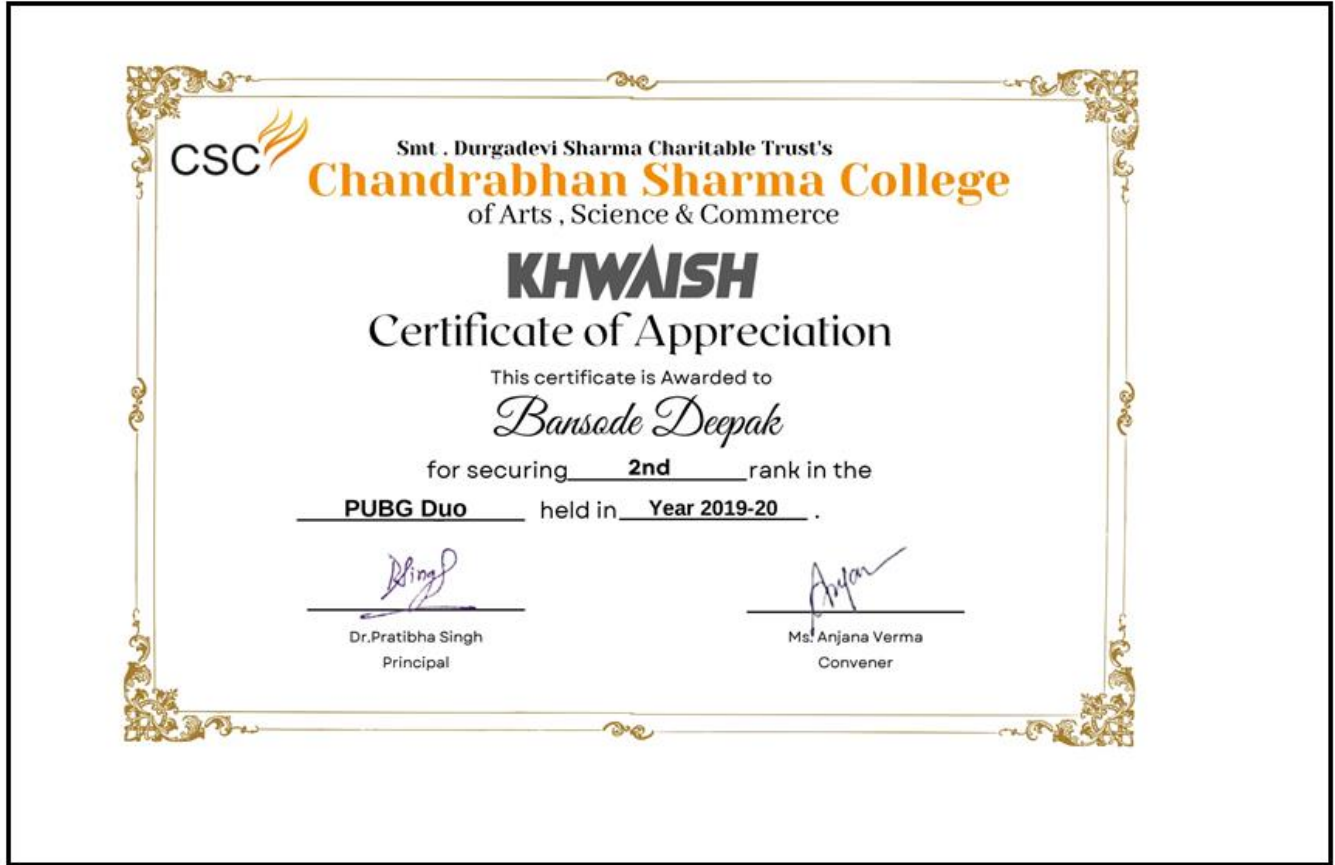 CSC
Smt . Durgadevi Sharma Charitable Trust's
Chandrabhan Sharma College
of Arts , Science & Commerce
KHWAISH
Certificate of Appreciation
This certificate is Awarded to
Bansode Deepak
for securing 2nd rank in the
PUBG Duo held in Year 2019-20 .
PSingh Anjan
Dr.Pratibha Singh Ms. Anjana Verma
Principal Convener